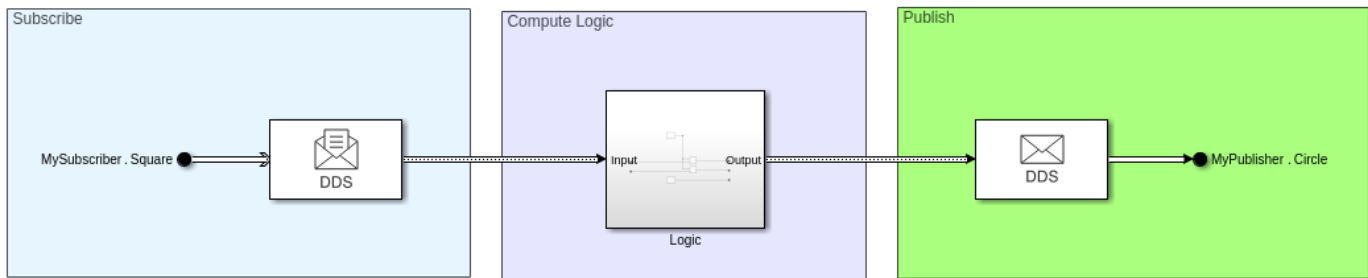 Subscribe
Compute Logic
Publish
MySubscriber . Square
DDS
Input
Output
Logic
DDS
MyPublisher . Circle